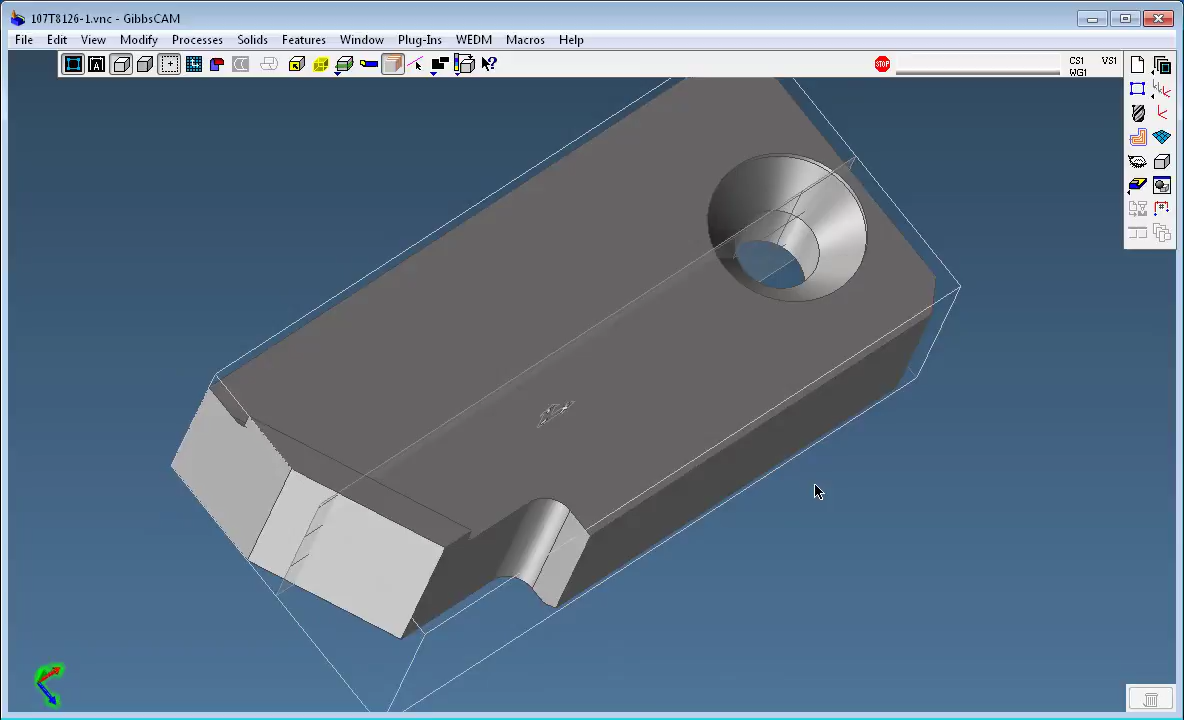 107T8126-1.vnc - GibbsCAM
File Edit View Modify Processes Solids Features Window Plug-Ins WEDM Macros Help
STOP
CS1 VS1
WG1